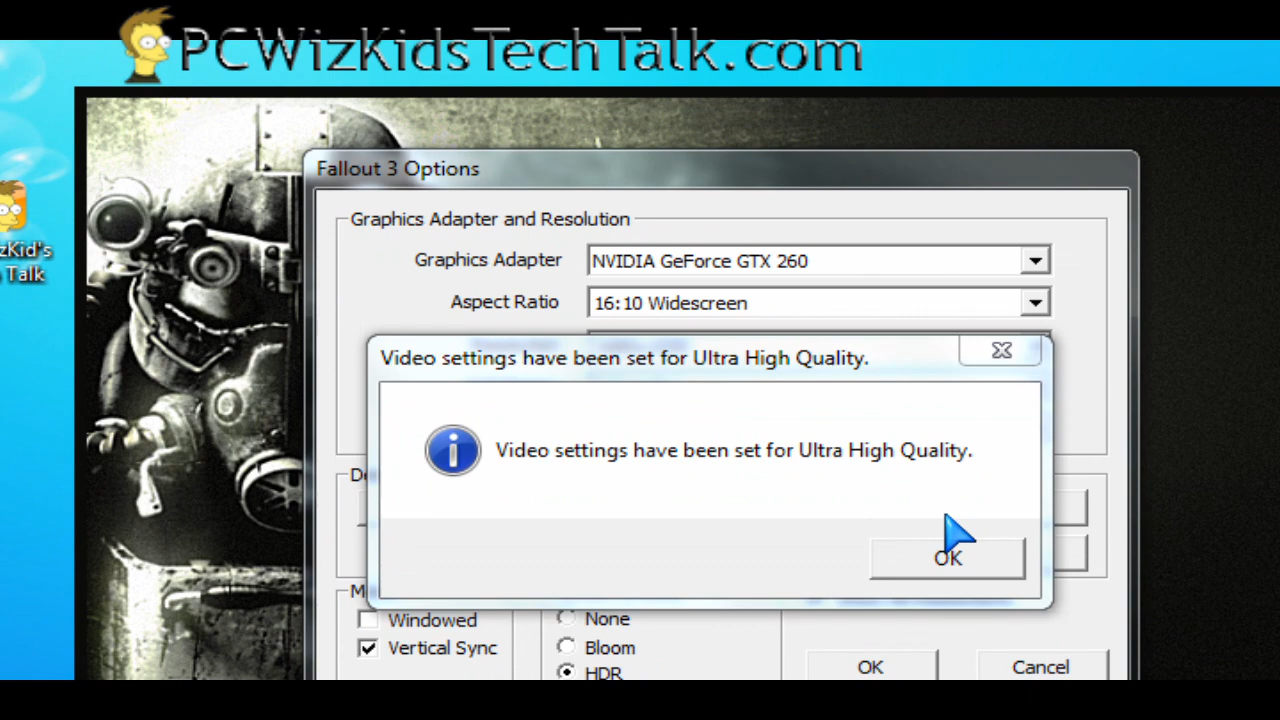 PCWizKidsTechTalk.com
Fallout 3 Options
Graphics Adapter and Resolution
Graphics Adapter
NVIDIA GeForce GTX 260
Aspect Ratio
16:10 Widescreen
Video settings have been set for Ultra High Quality.
Video settings have been set for Ultra High Quality.
OK
zKid's
Talk
Windowed
Vertical Sync
None
Bloom
HDR
OK
Cancel